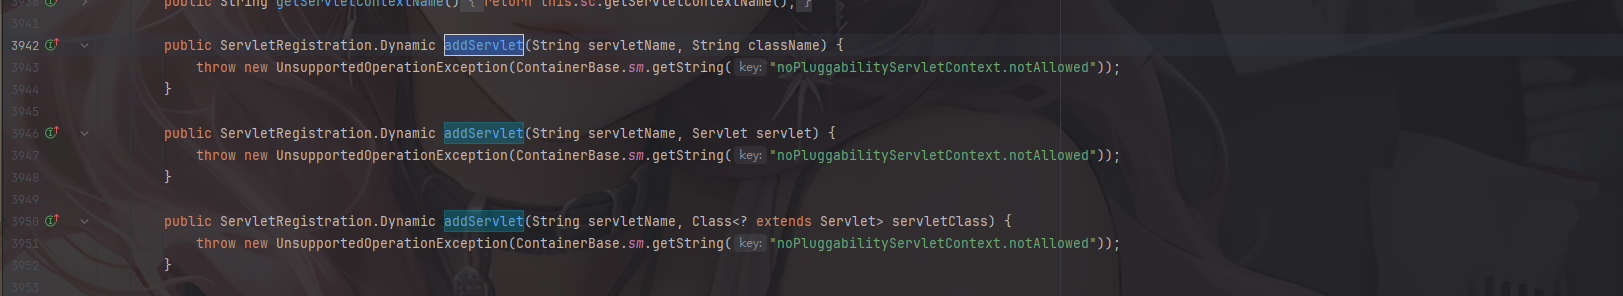 3938 public String getServletContextName() { return this.sc.getServletContextName(); }
3941
3942 public ServletRegistration.Dynamic addServlet(String servletName, String className) {
3943 throw new UnsupportedOperationException(ContainerBase.sm.getString( key: "noPluggabilityServletContext.notAllowed"));
3944 }
3945
3946 public ServletRegistration.Dynamic addServlet(String servletName, Servlet servlet) {
3947 throw new UnsupportedOperationException(ContainerBase.sm.getString( key: "noPluggabilityServletContext.notAllowed"));
3948 }
3949
3950 public ServletRegistration.Dynamic addServlet(String servletName, Class<? extends Servlet> servletClass) {
3951 throw new UnsupportedOperationException(ContainerBase.sm.getString( key: "noPluggabilityServletContext.notAllowed"));
3952 }
3953